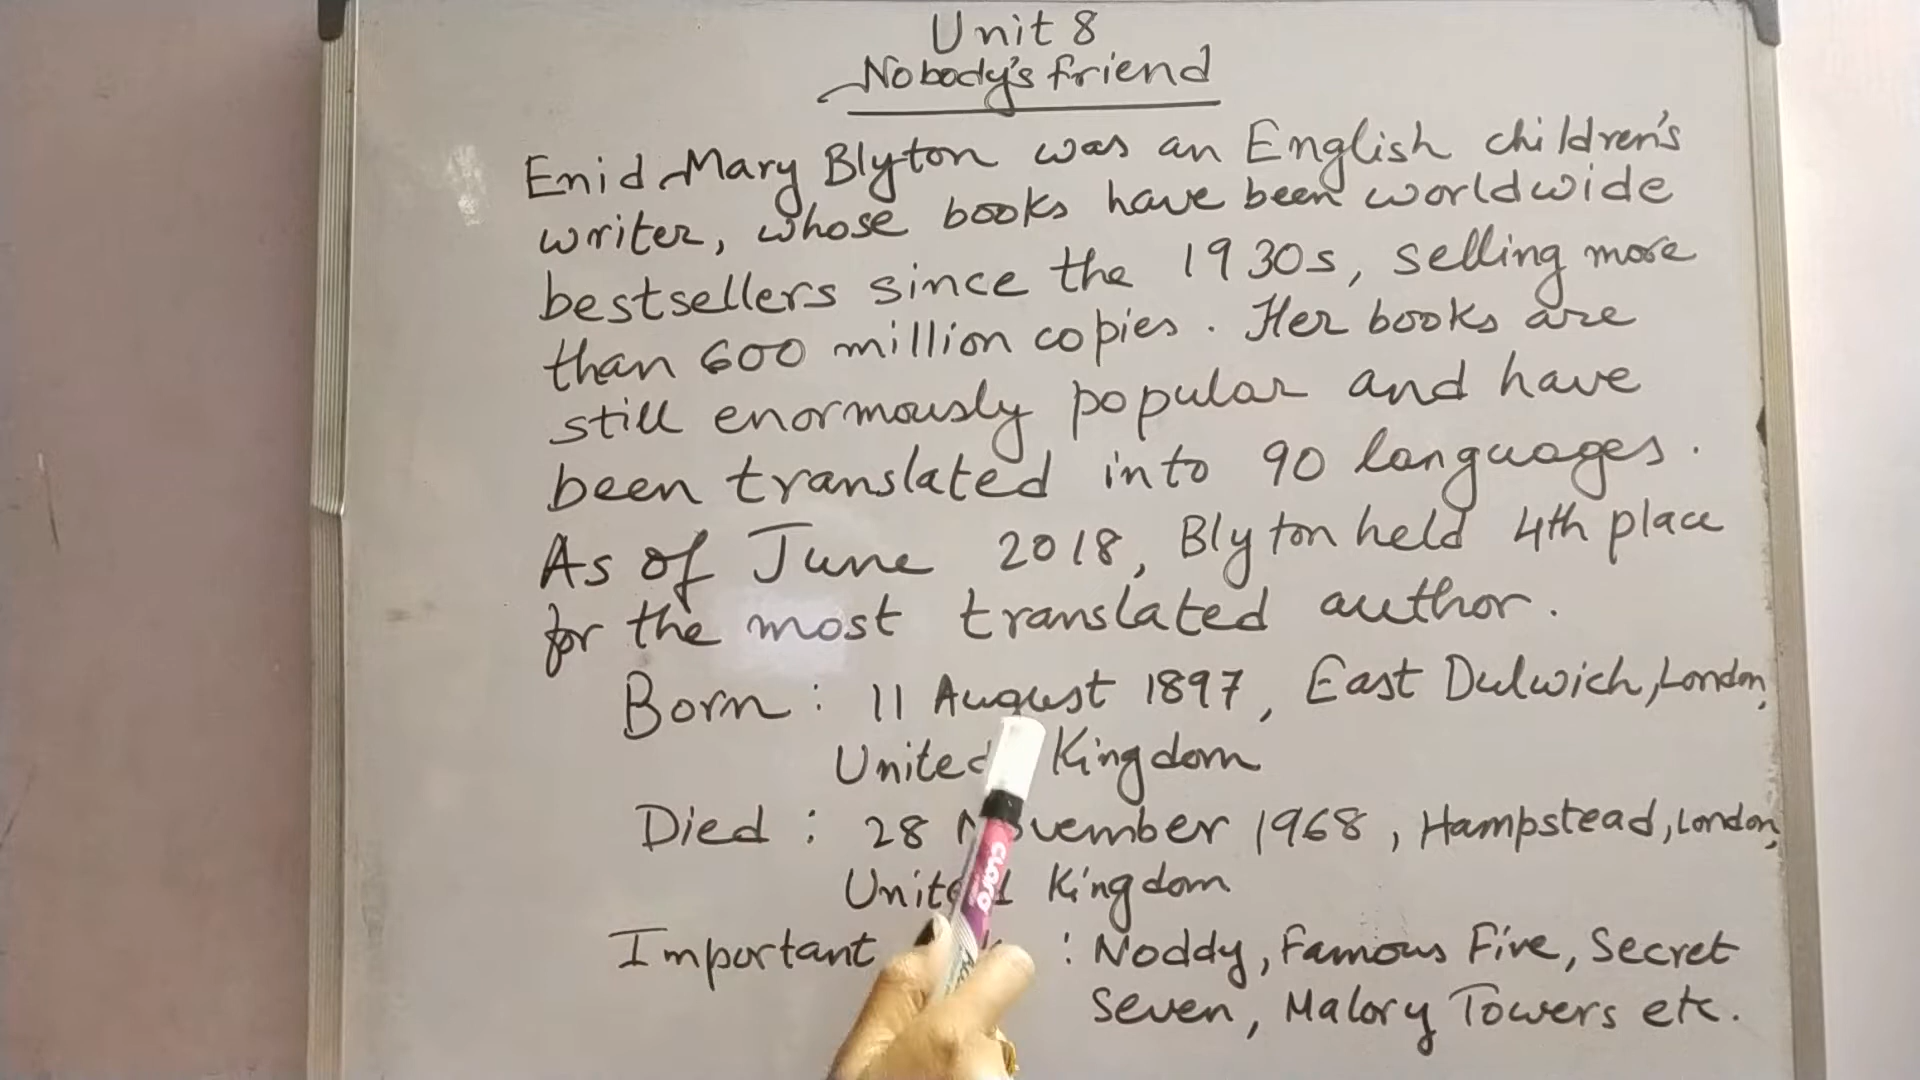 Unit 8
Nobody's friend
Enid Mary Blyton was an English children's
writer, whose books have been worldwide
bestsellers since the 1930s, selling more
than 600 million copies. Her books are
still enormously popular and have
been translated into 90 languages.
As of June 2018, Blyton held 4th place
for the most translated author.
Born: 11 August 1897, East Dulwich, London,
United Kingdom
Died: 28 November 1968, Hampstead, London,
United Kingdom
Important : Noddy, Famous Five, Secret
Seven, Malory Towers etc.
claro